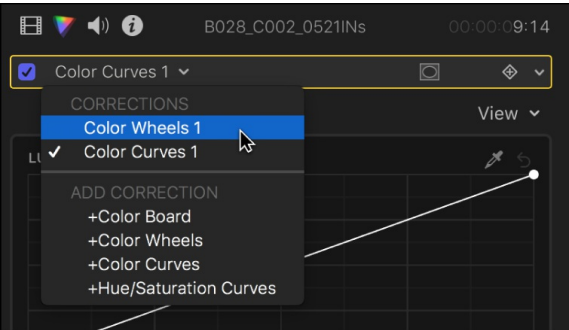 B028_C002_0521INs 00:00:09:14
Color Curves 1
View
CORRECTIONS
Color Wheels 1
✓ Color Curves 1
LU
ADD CORRECTION
+Color Board
+Color Wheels
+Color Curves
+Hue/Saturation Curves